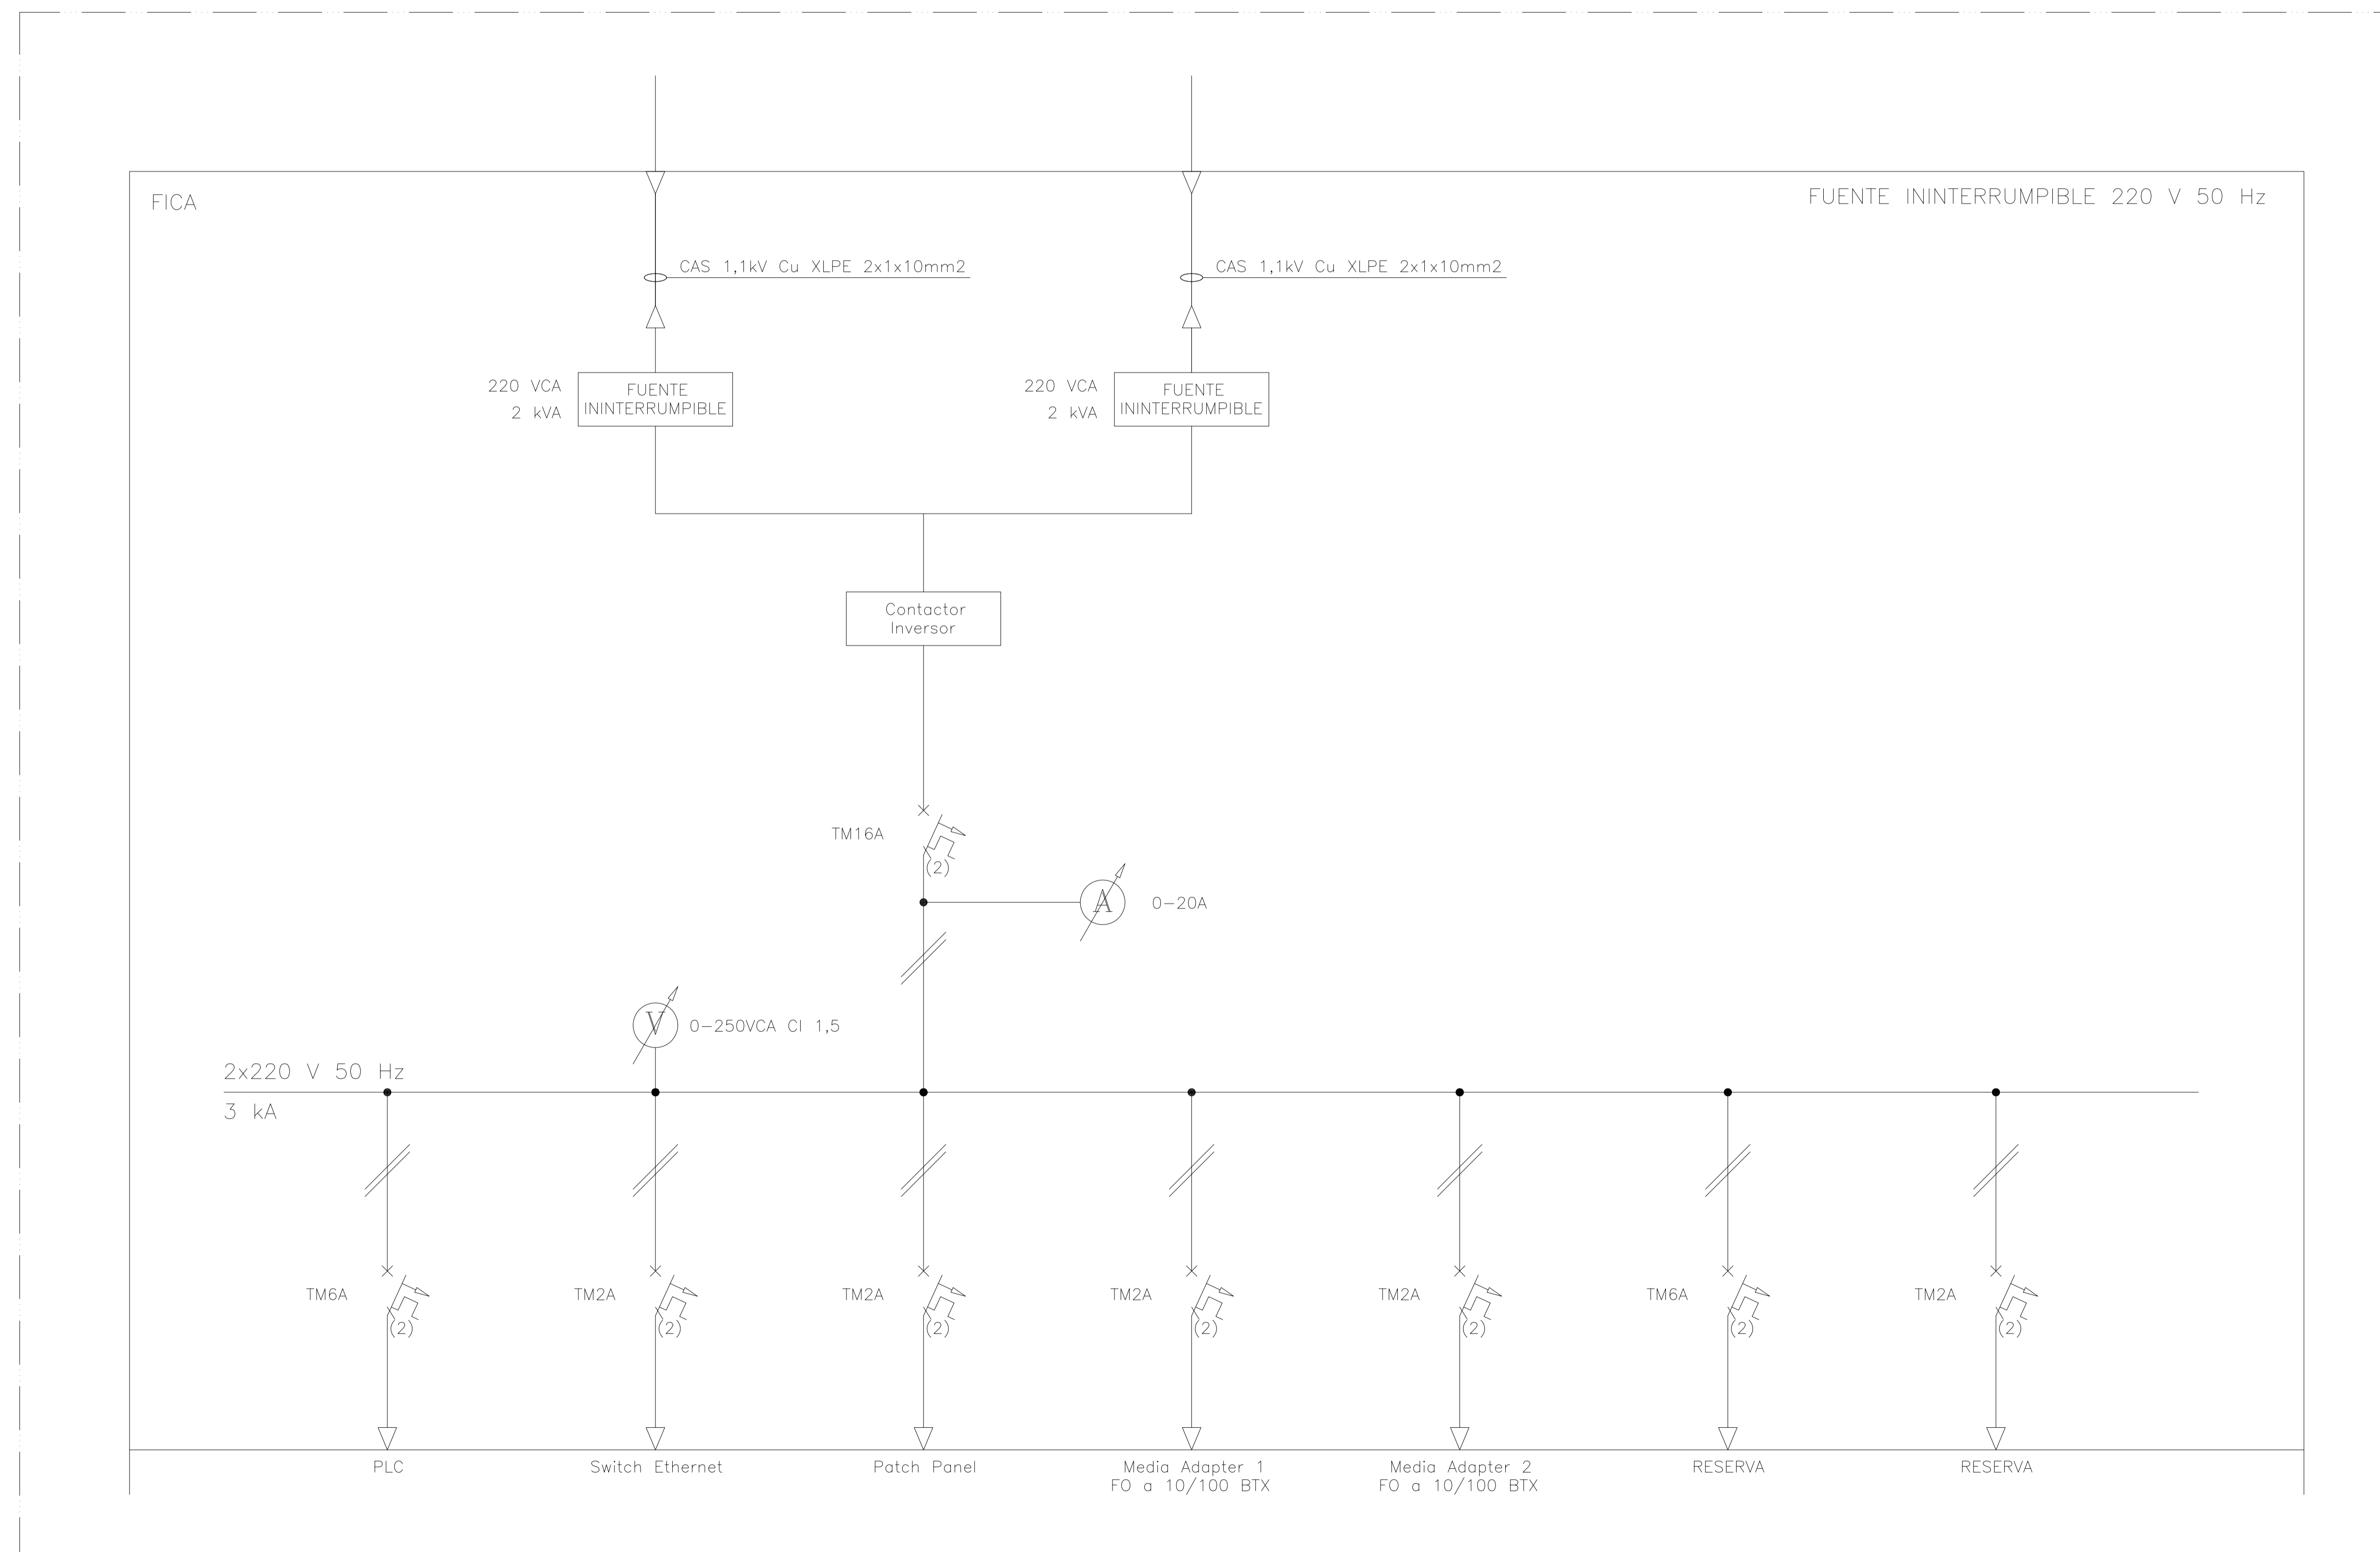 FICA
FUENTE ININTERRUMPIBLE 220 V 50 Hz
CAS 1,1kV Cu XLPE 2x1x10mm2
CAS 1,1kV Cu XLPE 2x1x10mm2
220 VCA
2 kVA
FUENTE
ININTERRUMPIBLE
220 VCA
2 kVA
FUENTE
ININTERRUMPIBLE
Contactor
Inversor
TM16A
(2)
A
0-20A
V
0-250VCA Cl 1,5
2x220 V 50 Hz
3 kA
TM6A
(2)
TM2A
(2)
TM2A
(2)
TM2A
(2)
TM2A
(2)
TM6A
(2)
TM2A
(2)
PLC
Switch Ethernet
Patch Panel
Media Adapter 1
FO a 10/100 BTX
Media Adapter 2
FO a 10/100 BTX
RESERVA
RESERVA